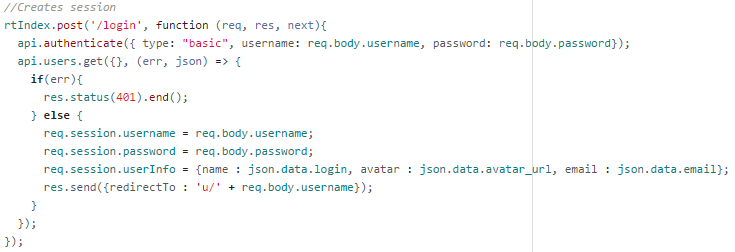 //Creates session
rtIndex.post('/login', function (req, res, next){
  api.authenticate({ type: "basic", username: req.body.username, password: req.body.password});
  api.users.get({}, (err, json) => {
    if(err){
      res.status(401).end();
    } else {
      req.session.username = req.body.username;
      req.session.password = req.body.password;
      req.session.userInfo = {name : json.data.login, avatar : json.data.avatar_url, email : json.data.email};
      res.send({redirectTo : 'u/' + req.body.username});
    }
  });
});